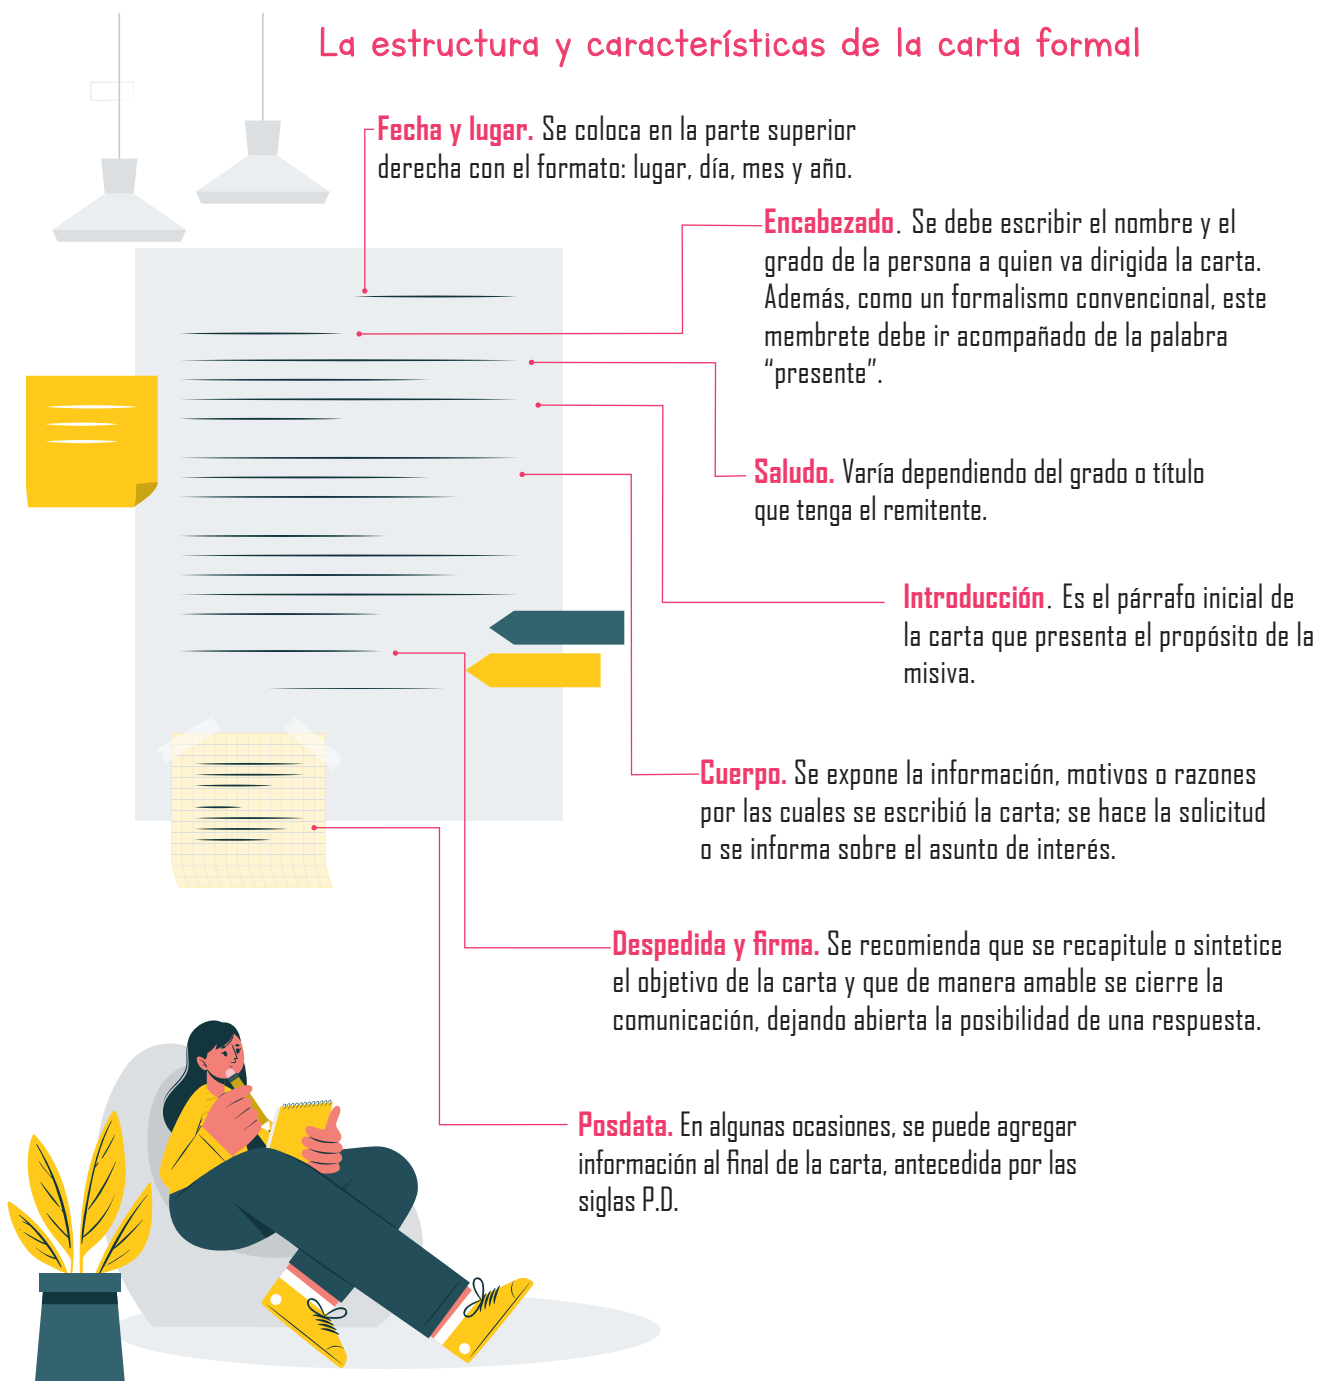 La estructura y características de la carta formal
Fecha y lugar. Se coloca en la parte superior
derecha con el formato: lugar, día, mes y año.
Encabezado. Se debe escribir el nombre y el
grado de la persona a quien va dirigida la carta.
Además, como un formalismo convencional, este
membrete debe ir acompañado de la palabra
“presente”.
Saludo. Varía dependiendo del grado o título
que tenga el remitente.
Introducción. Es el párrafo inicial de
la carta que presenta el propósito de la
misiva.
Cuerpo. Se expone la información, motivos o razones
por las cuales se escribió la carta; se hace la solicitud
o se informa sobre el asunto de interés.
Despedida y firma. Se recomienda que se recapitule o sintetice
el objetivo de la carta y que de manera amable se cierre la
comunicación, dejando abierta la posibilidad de una respuesta.
Posdata. En algunas ocasiones, se puede agregar
información al final de la carta, antecedida por las
siglas P.D.